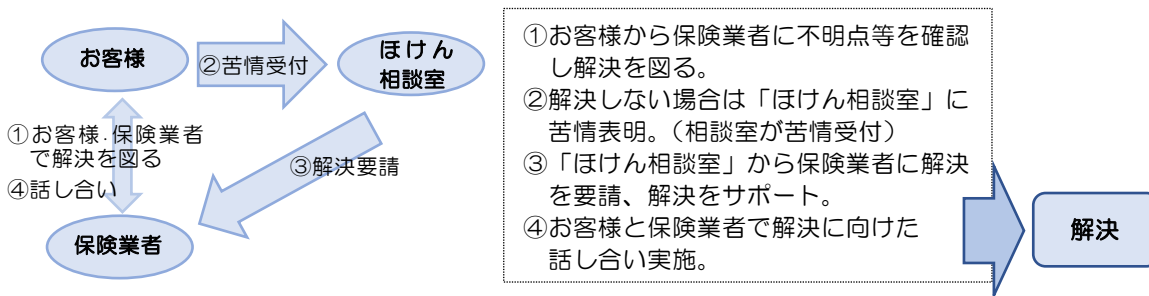 お客様
②苦情受付
ほけん
相談室
①お客様.保険業者
で解決を図る
④話し合い
③解決要請
保険業者
①お客様から保険業者に不明点等を確認
し解決を図る。
②解決しない場合は「ほけん相談室」に
苦情表明。(相談室が苦情受付)
③「ほけん相談室」から保険業者に解決
を要請、解決をサポート。
④お客様と保険業者で解決に向けた
話し合い実施。
解決